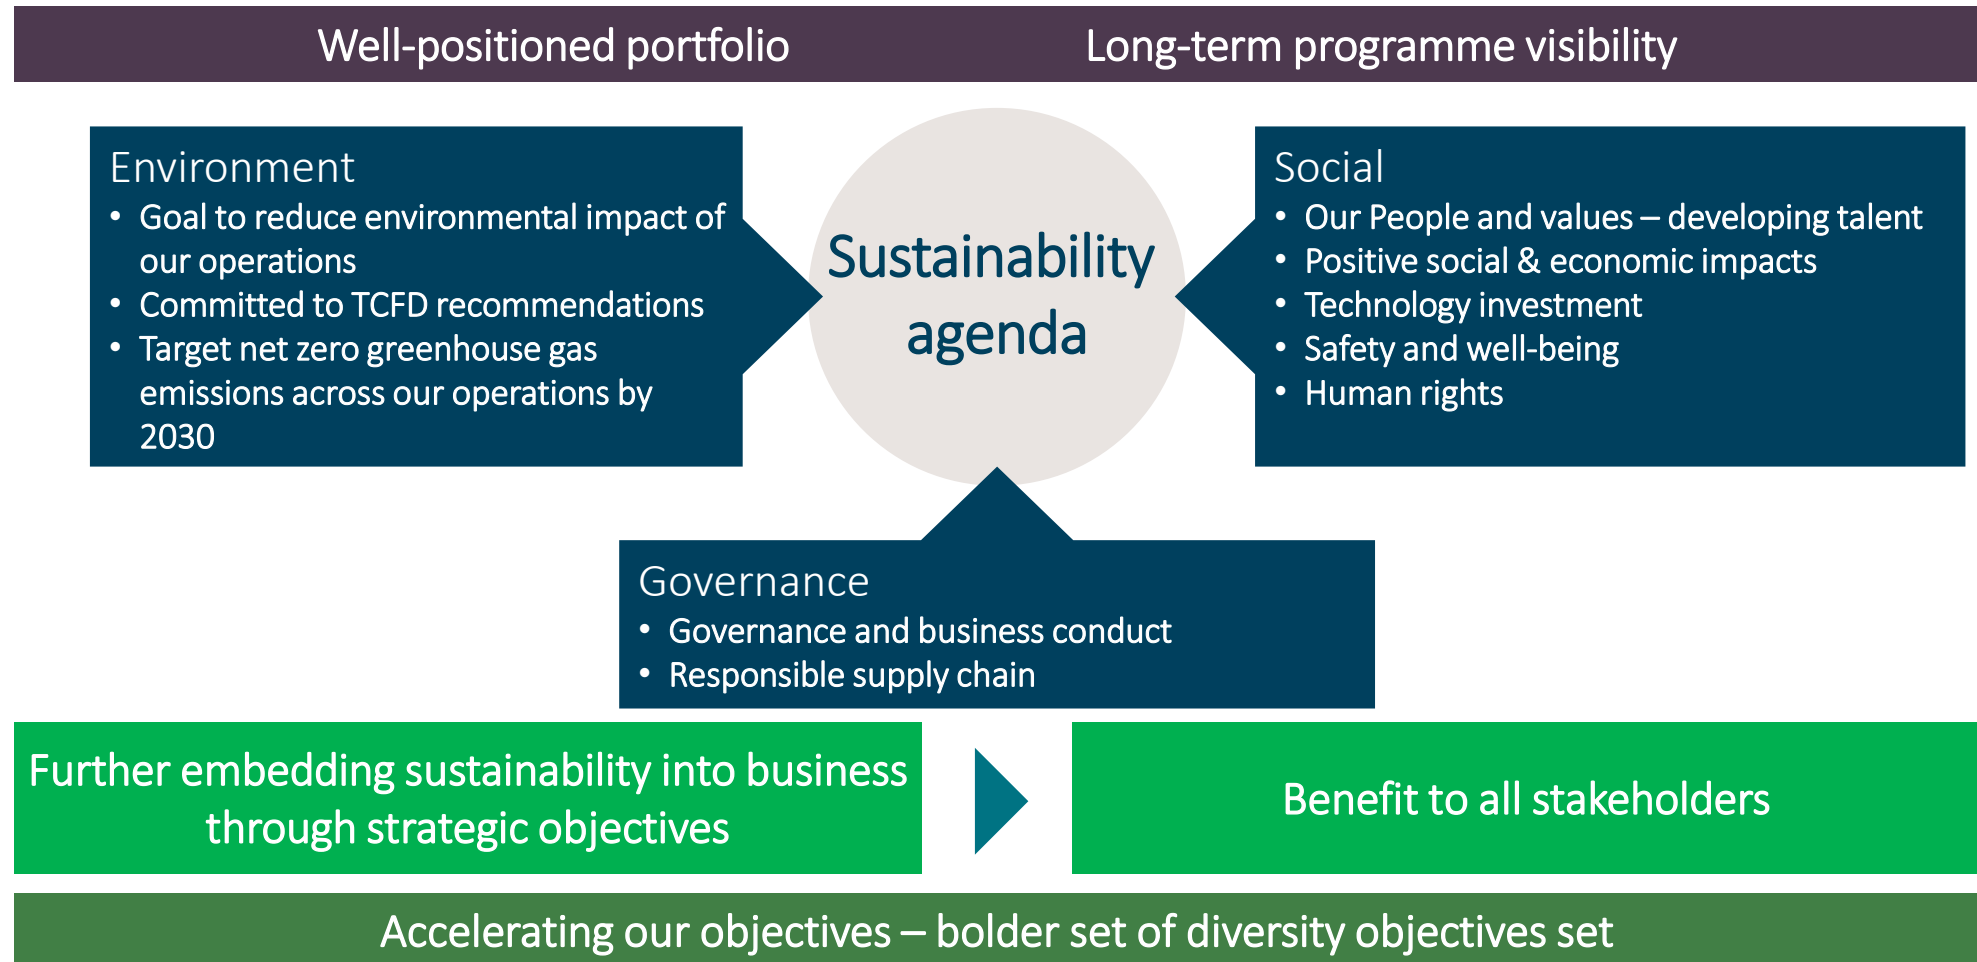 Well-positioned portfolio
Long-term programme visibility
Environment
• Goal to reduce environmental impact of
our operations
• Committed to TCFD recommendations
• Target net zero greenhouse gas
emissions across our operations by
2030
Sustainability
agenda
Social
• Our People and values – developing talent
• Positive social & economic impacts
• Technology investment
• Safety and well-being
• Human rights
Governance
• Governance and business conduct
• Responsible supply chain
Further embedding sustainability into business
through strategic objectives
Benefit to all stakeholders
Accelerating our objectives – bolder set of diversity objectives set